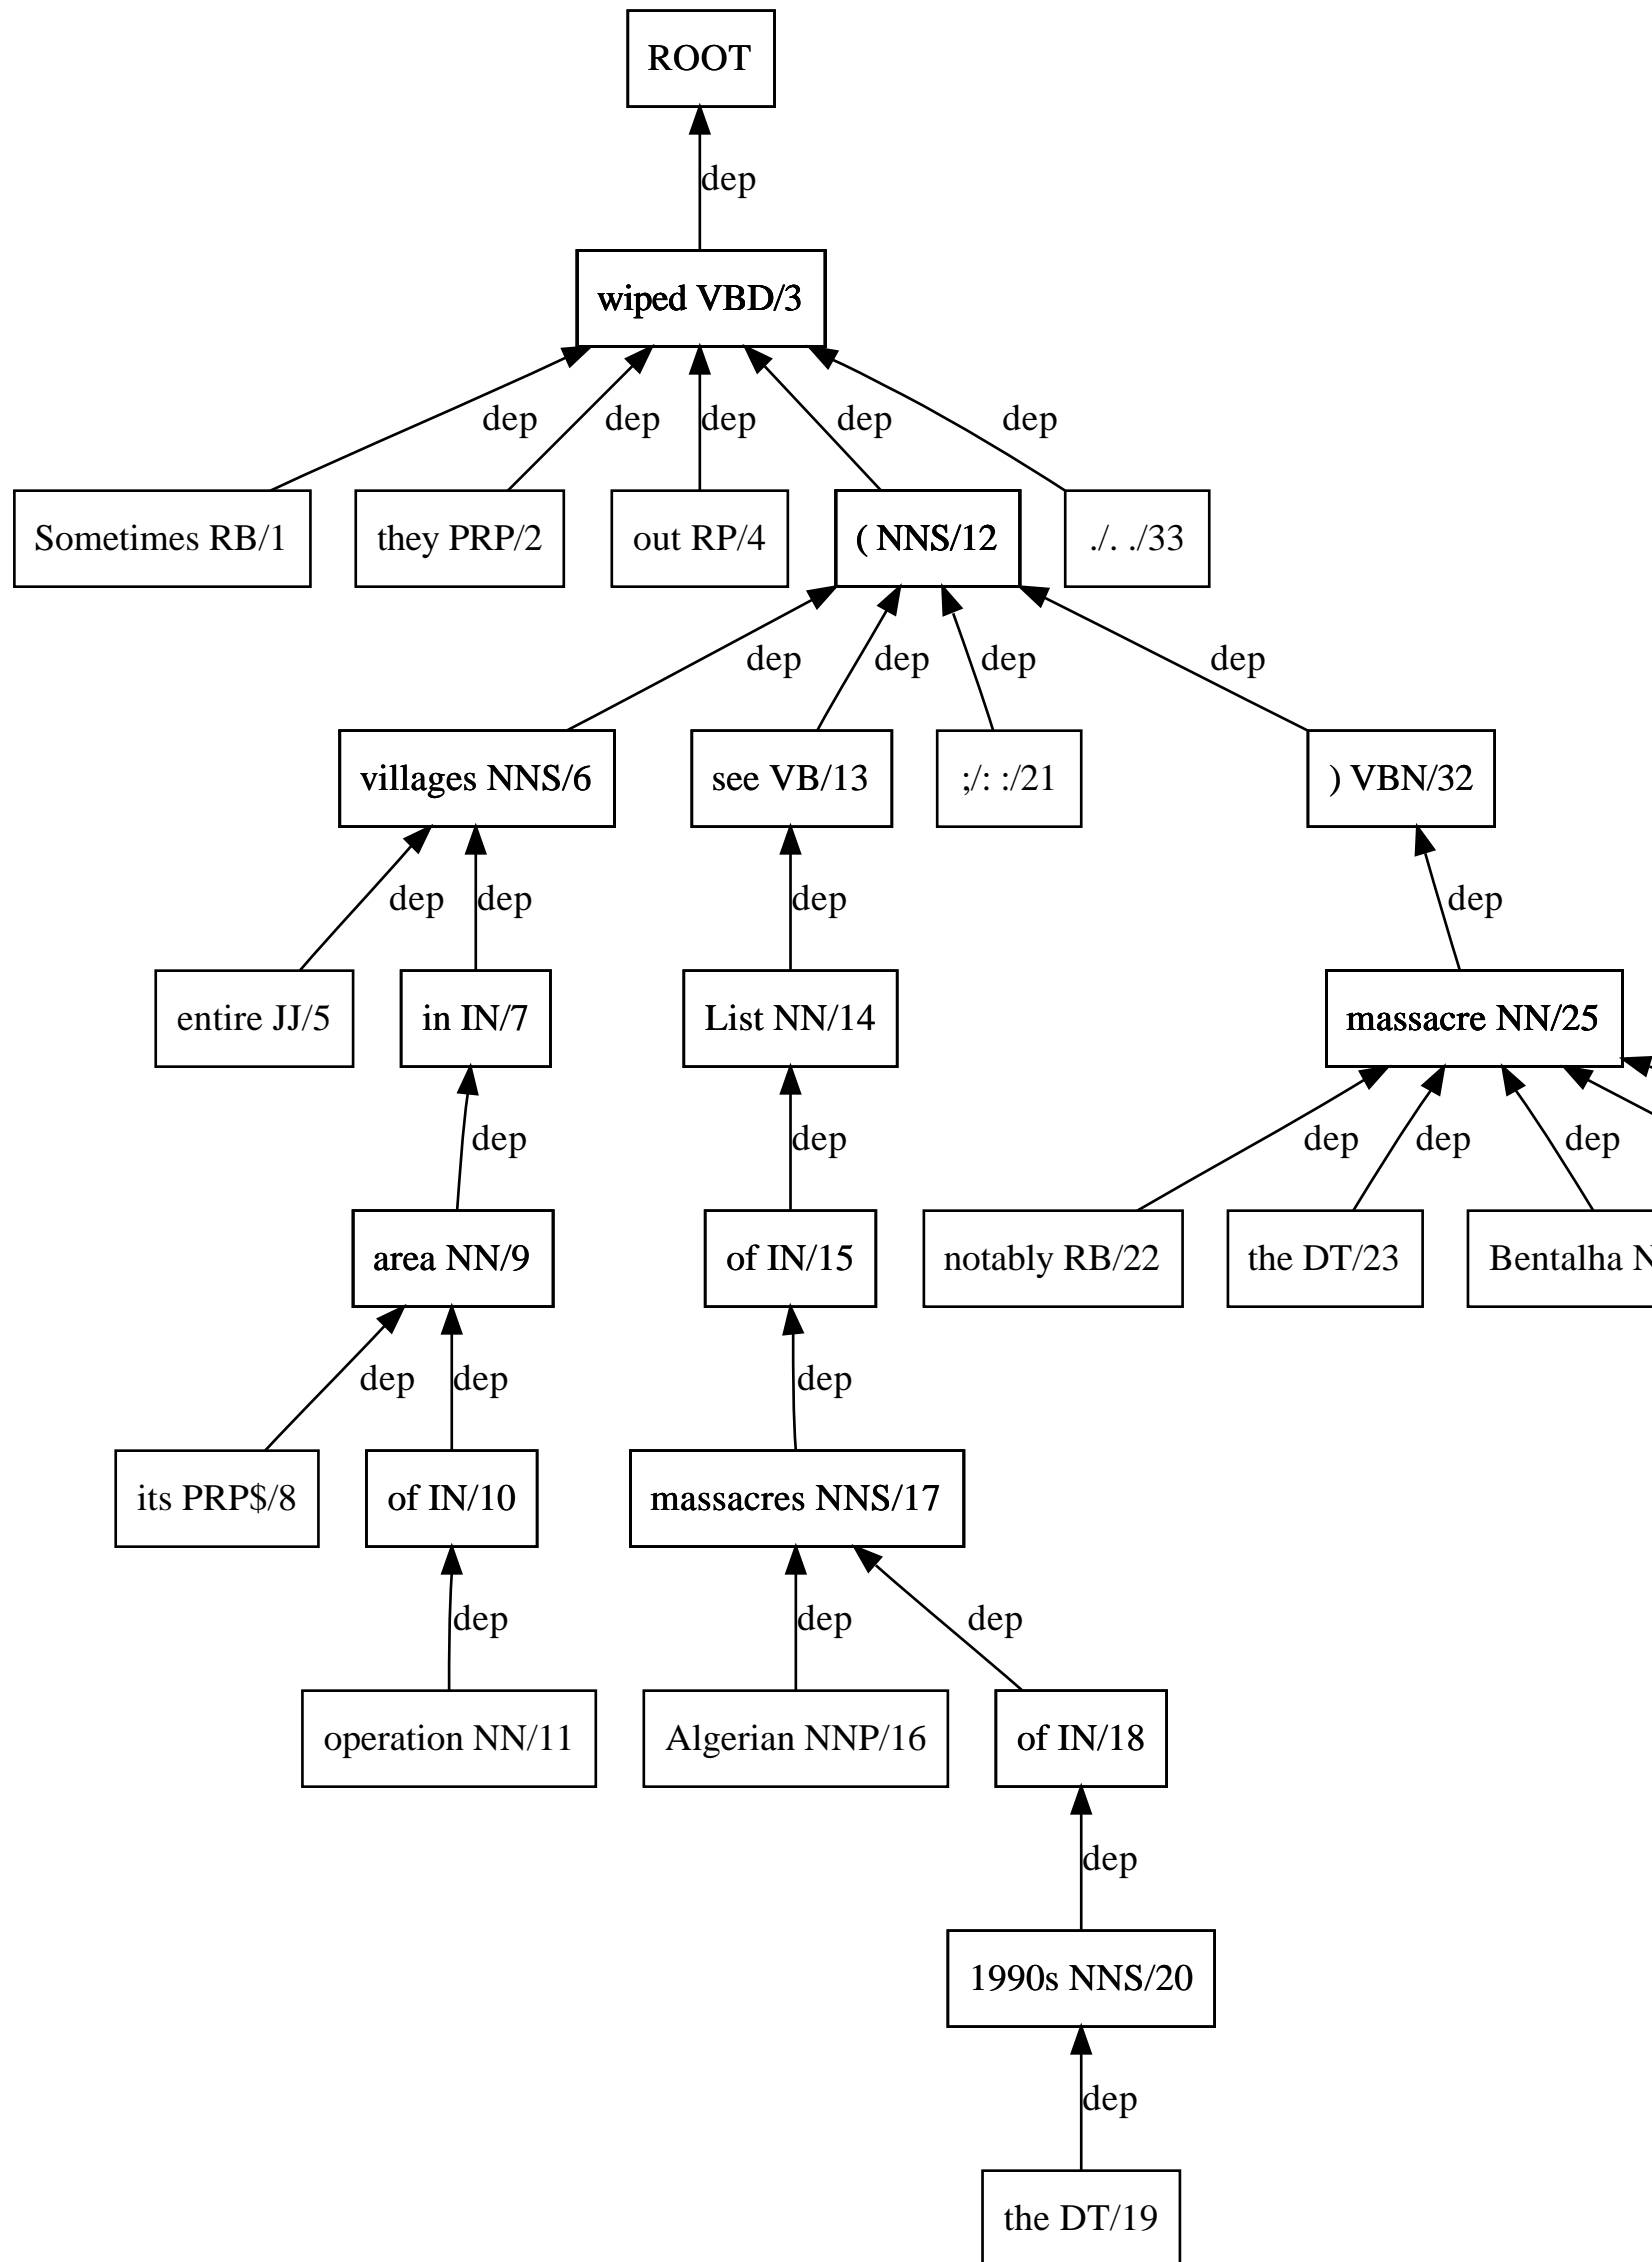 ROOT
dep
wiped VBD/3
dep dep dep dep dep
Sometimes RB/1 they PRP/2 out RP/4 ( NNS/12 ./. ./33
dep dep dep dep
villages NNS/6 see VB/13 ;/: :/21 ) VBN/32
dep dep dep dep
entire JJ/5 in IN/7 List NN/14 massacre NN/25
dep dep dep dep dep
area NN/9 of IN/15 notably RB/22 the DT/23 Bentalha N
dep dep dep
its PRP$/8 of IN/10 massacres NNS/17
dep dep dep
operation NN/11 Algerian NNP/16 of IN/18
dep
1990s NNS/20
dep
the DT/19